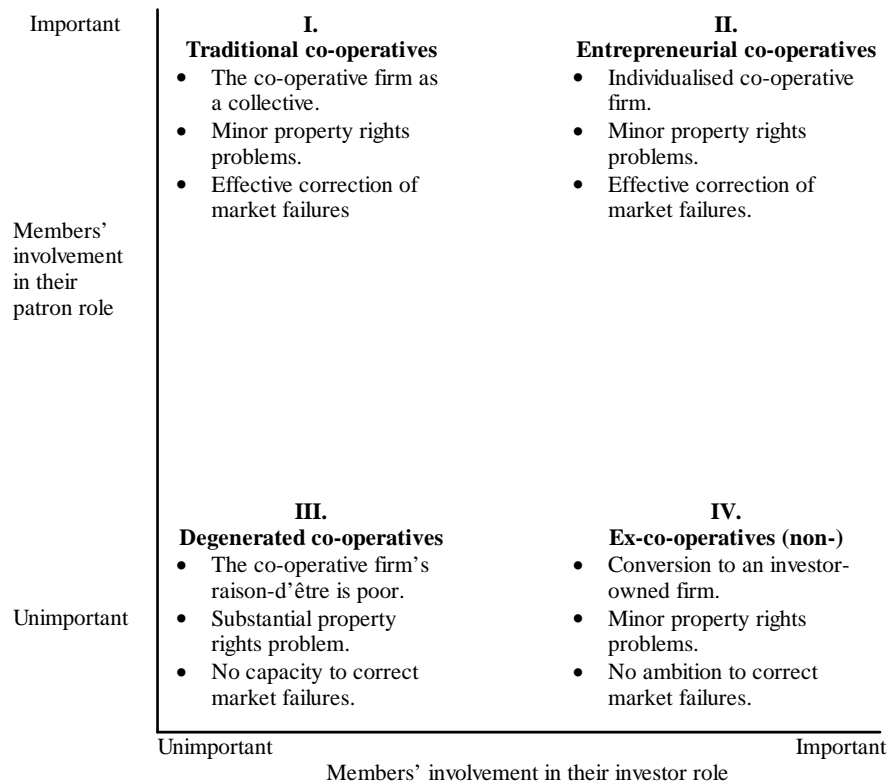 Important
I.
Traditional co-operatives
• The co-operative firm as
a collective.
• Minor property rights
problems.
• Effective correction of
market failures
II.
Entrepreneurial co-operatives
• Individualised co-operative
firm.
• Minor property rights
problems.
• Effective correction of
market failures.
Members’
involvement
in their
patron role
III.
Degenerated co-operatives
• The co-operative firm’s
raison-d’être is poor.
• Substantial property
rights problem.
• No capacity to correct
market failures.
IV.
Ex-co-operatives (non-)
• Conversion to an investor-
owned firm.
• Minor property rights
problems.
• No ambition to correct
market failures.
Unimportant
Unimportant
Important
Members’ involvement in their investor role